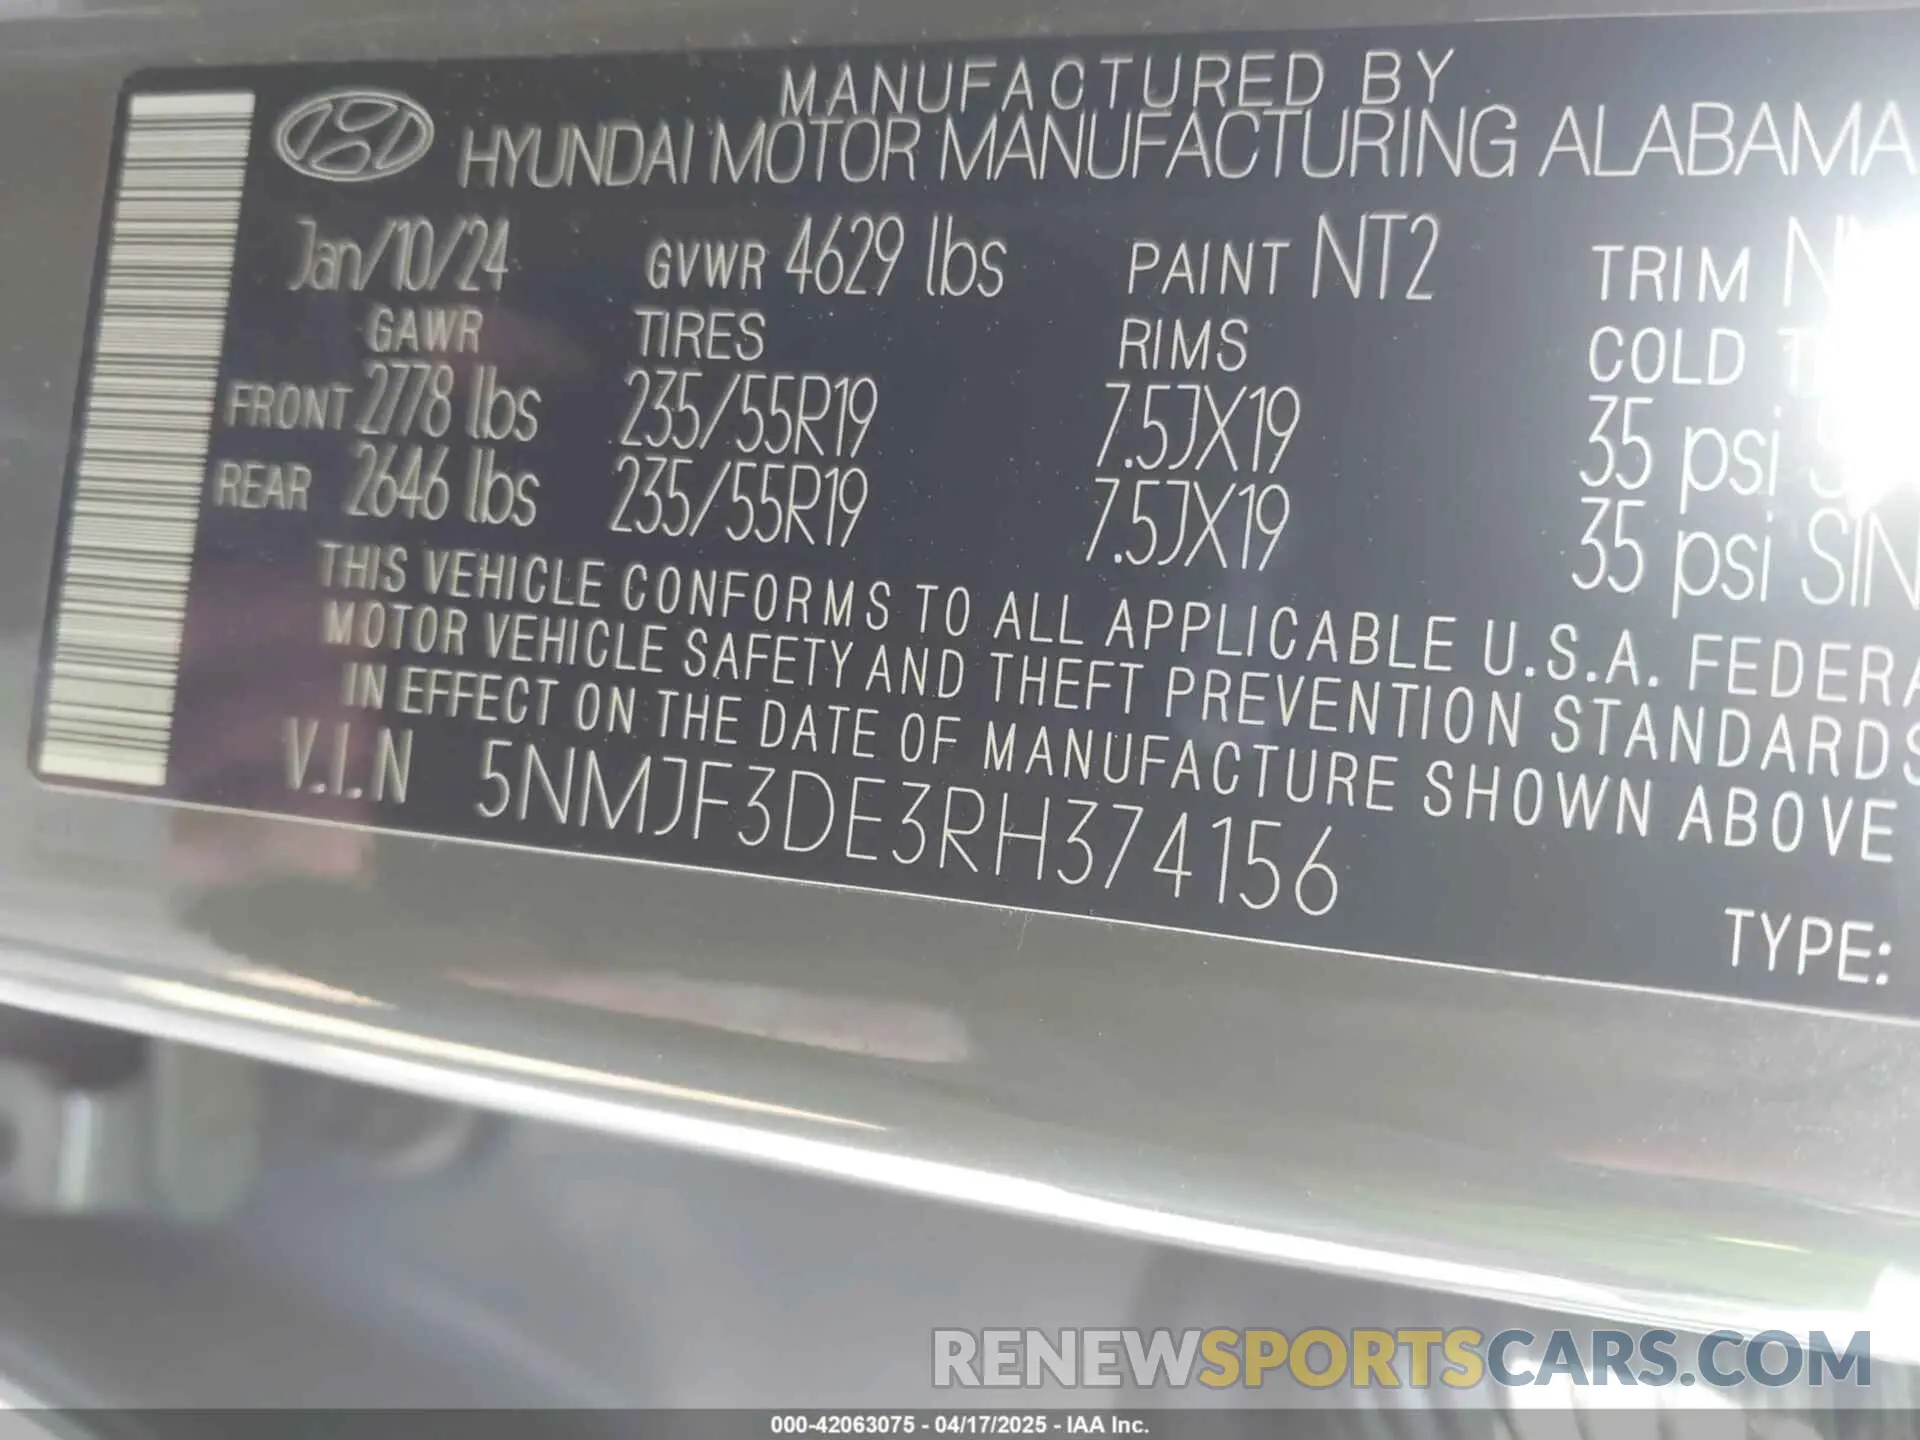 MANUFACTURED BY
HYUNDAI MOTOR MANUFACTURING ALABAMA
Jan/10/24 GVWR 4629 lbs PAINT NT2 TRIM
GAWR TIRES RIMS COLD
FRONT 2778 lbs 235/55R19 7.5JX19 35 psi
REAR 2646 lbs 235/55R19 7.5JX19 35 psi SIN
THIS VEHICLE CONFORMS TO ALL APPLICABLE U.S.A. FEDERA
MOTOR VEHICLE SAFETY AND THEFT PREVENTION STANDARDS
IN EFFECT ON THE DATE OF MANUFACTURE SHOWN ABOVE
V.I.N 5NMJF3DE3RH374156
TYPE:
RENEWSPORTSCARS.COM
000-42063075 - 04/17/2025 - IAA Inc.